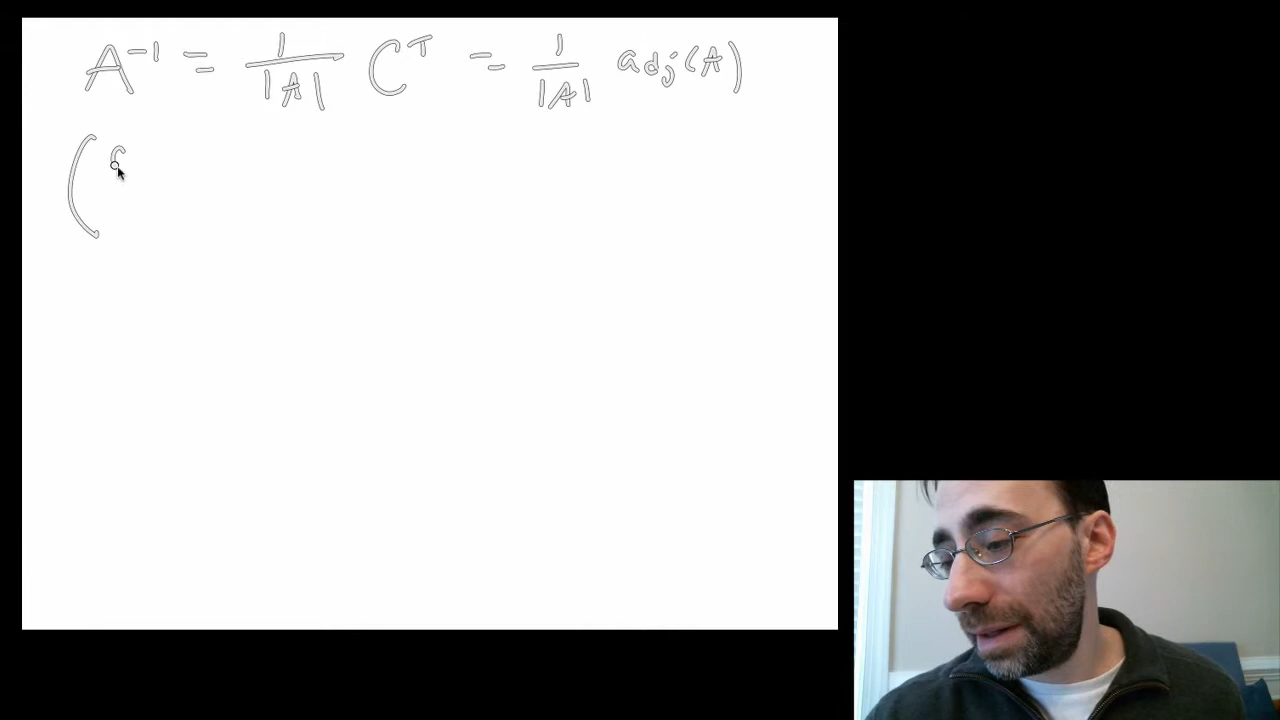 A⁻¹ = 1/|A| Cᵀ = 1/|A| adj(A)
(